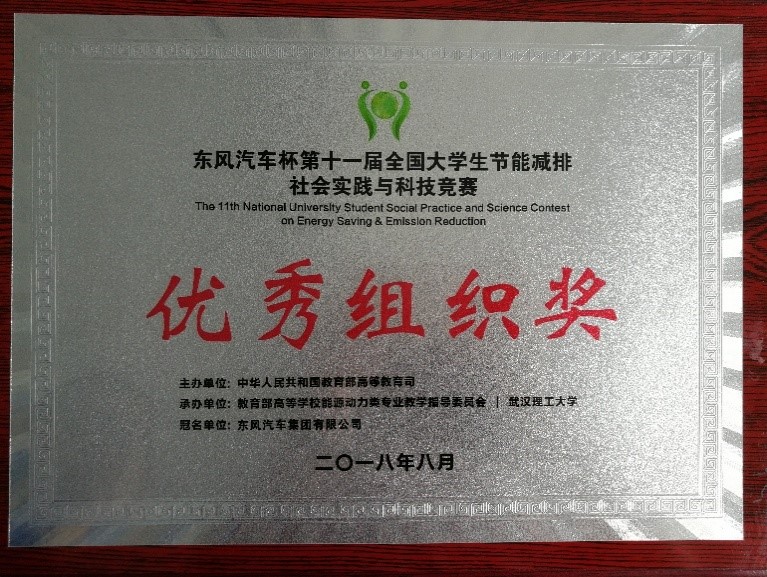 东风汽车杯第十一届全国大学生节能减排
社会实践与科技竞赛
The 11th National University Student Social Practice and Science Contest
on Energy Saving & Emission Reduction
优秀组织奖
主办单位：中华人民共和国教育部高等教育司
承办单位：教育部高等学校能源动力类专业教学指导委员会 | 武汉理工大学
冠名单位：东风汽车集团有限公司
二〇一八年八月